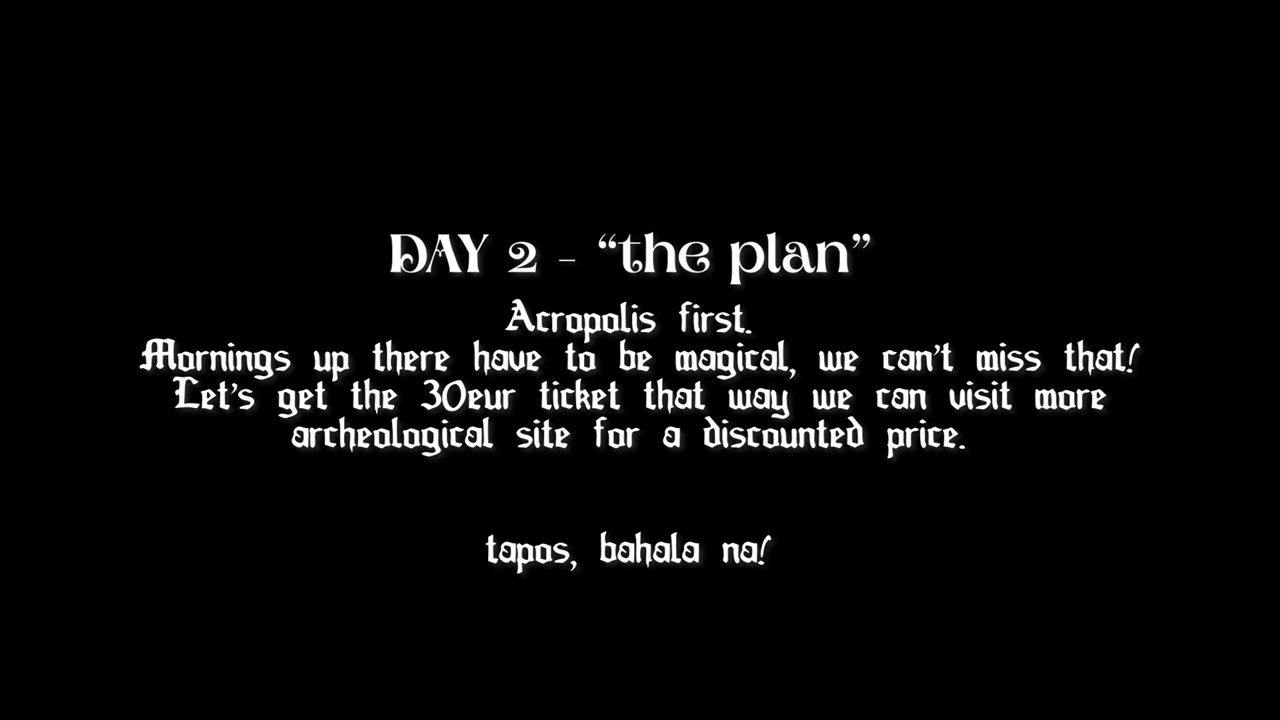 DAY 2 - “the plan”
Acropolis first.
Mornings up there have to be magical, we can't miss that!
Let's get the 30eur ticket that way we can visit more
archeological site for a discounted price.
tapos, bahala na!